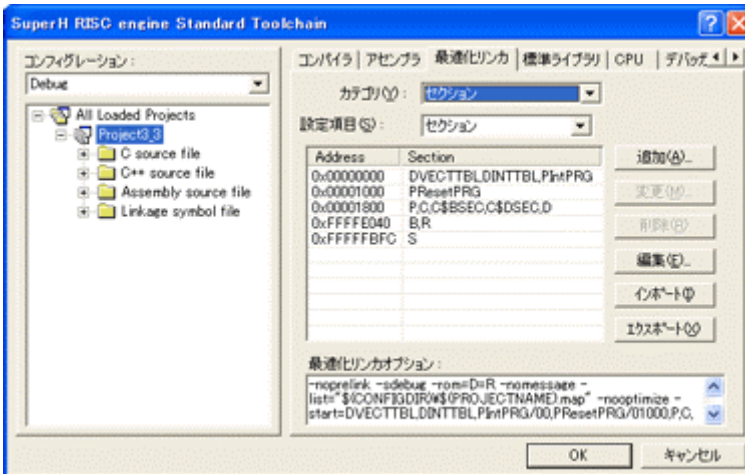 SuperH RISC engine Standard Toolchain
コンフィグレーション :
Debug
All Loaded Projects
Project3_3
C source file
C++ source file
Assembly source file
Linkage symbol file
コンパイラ アセンブラ 最適化リンカ 標準ライブラリ CPU デバッガ
カテゴリ(Y) : セクション
設定項目(S) : セクション
Address Section
0x00000000 DVECTTBL,DINTTBL,PIntPRG
0x00001000 PResetPRG
0x00001800 P,C,C$BSEC,C$DSEC,D
0xFFFFE040 B,R
0xFFFFFBFC S
追加(A)...
変更(M)...
削除(R)
編集(E)...
インポート(I)
エクスポート(X)
最適化リンカオプション :
-noprelink -sdebug -rom=D=R -nomessage -
list="$(CONFIGDIR)¥$(PROJECTNAME).map" -nooptimize -
start=DVECTTBL,DINTTBL,PIntPRG/00,PResetPRG/01000,P,C,
OK キャンセル